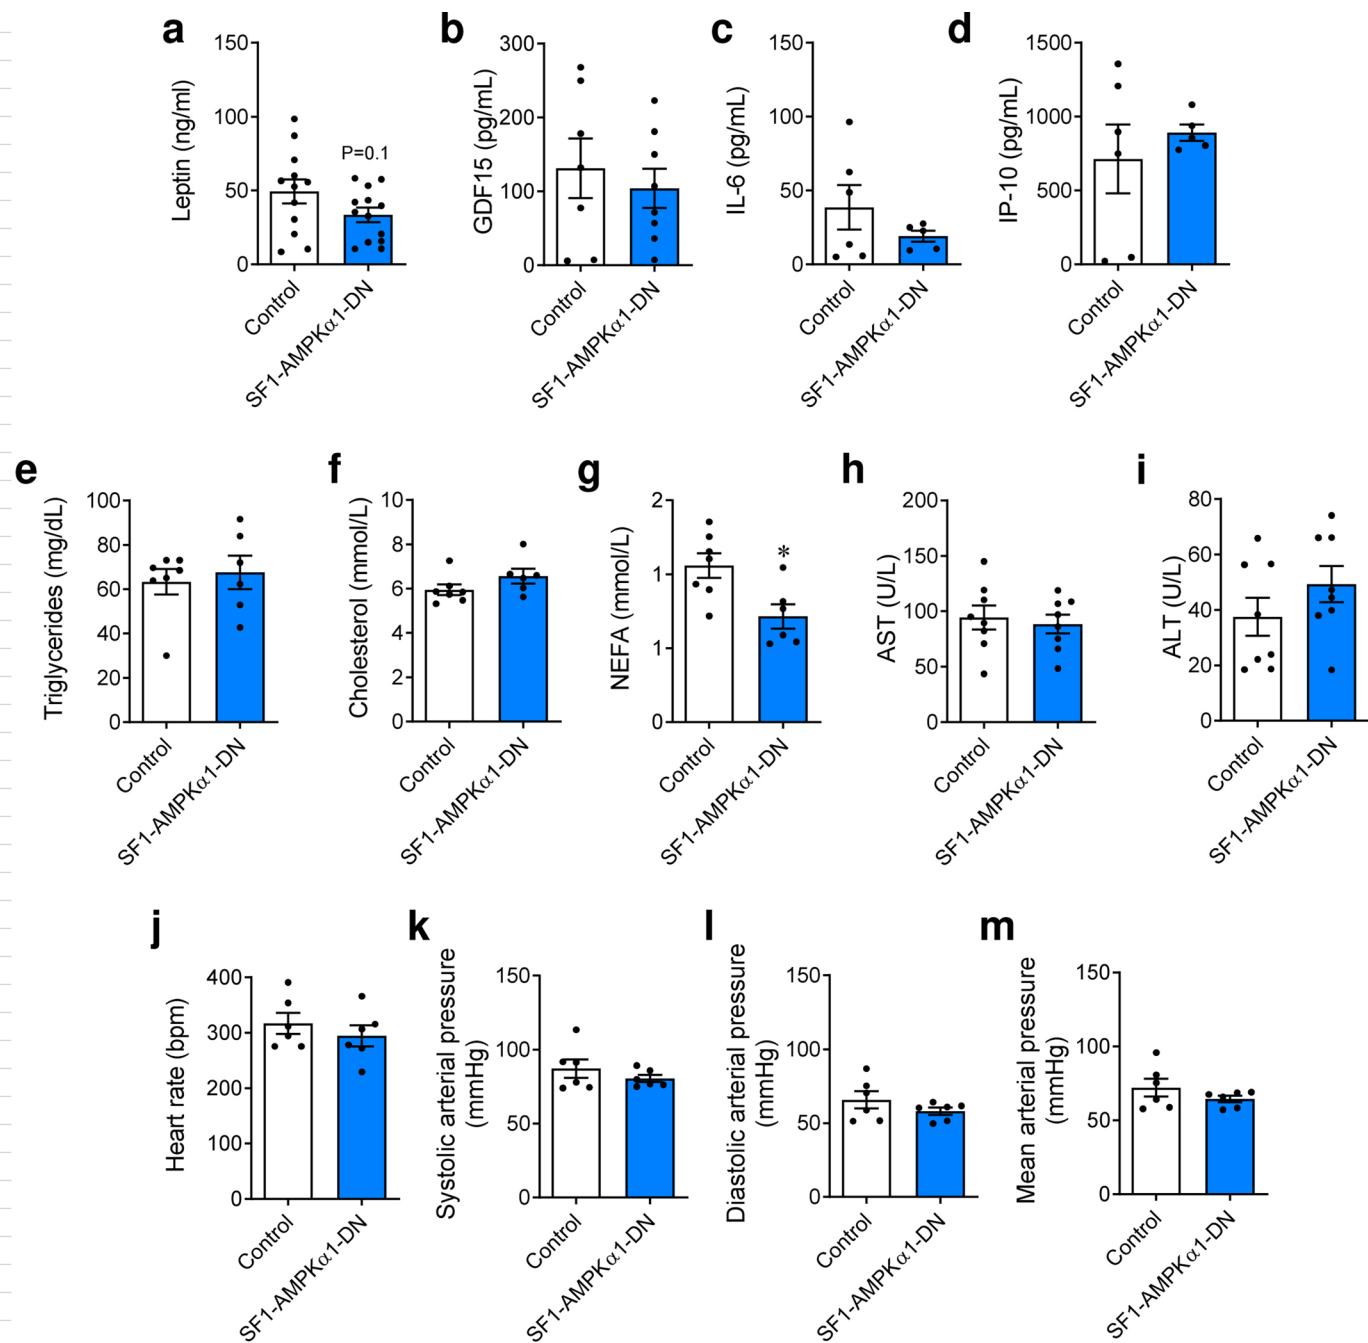 a
Leptin (ng/ml)
150
100
50
0
P=0.1
Control
SF1-AMPKα1-DN
b
GDF15 (pg/mL)
300
200
100
0
Control
SF1-AMPKα1-DN
c
IL-6 (pg/mL)
150
100
50
0
Control
SF1-AMPKα1-DN
d
IP-10 (pg/mL)
1500
1000
500
0
Control
SF1-AMPKα1-DN
e
Triglycerides (mg/dL)
100
80
60
40
20
0
Control
SF1-AMPKα1-DN
f
Cholesterol (mmol/L)
10
8
6
4
2
0
Control
SF1-AMPKα1-DN
g
NEFA (mmol/L)
2
1
1
0
*
Control
SF1-AMPKα1-DN
h
AST (U/L)
200
150
100
50
0
Control
SF1-AMPKα1-DN
i
ALT (U/L)
80
60
40
20
0
Control
SF1-AMPKα1-DN
j
Heart rate (bpm)
400
300
200
100
0
Control
SF1-AMPKα1-DN
k
Systolic arterial pressure
(mmHg)
150
100
50
0
Control
SF1-AMPKα1-DN
l
Diastolic arterial pressure
(mmHg)
150
100
50
0
Control
SF1-AMPKα1-DN
m
Mean arterial pressure
(mmHg)
150
100
50
0
Control
SF1-AMPKα1-DN